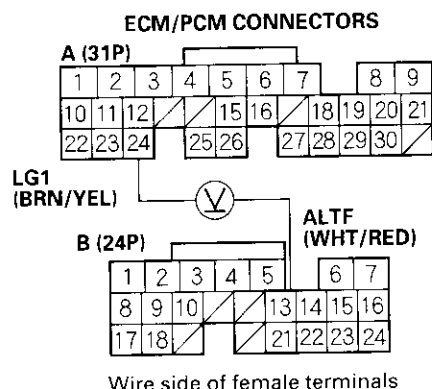 ECM/PCM CONNECTORS
A (31P)
1 2 3 4 5 6 7 8 9
10 11 12 15 16 18 19 20 21
22 23 24 25 26 27 28 29 30
LG1
(BRN/YEL)
V
ALTF
(WHT/RED)
B (24P)
1 2 3 4 5 6 7
8 9 10 13 14 15 16
17 18 21 22 23 24
Wire side of female terminals